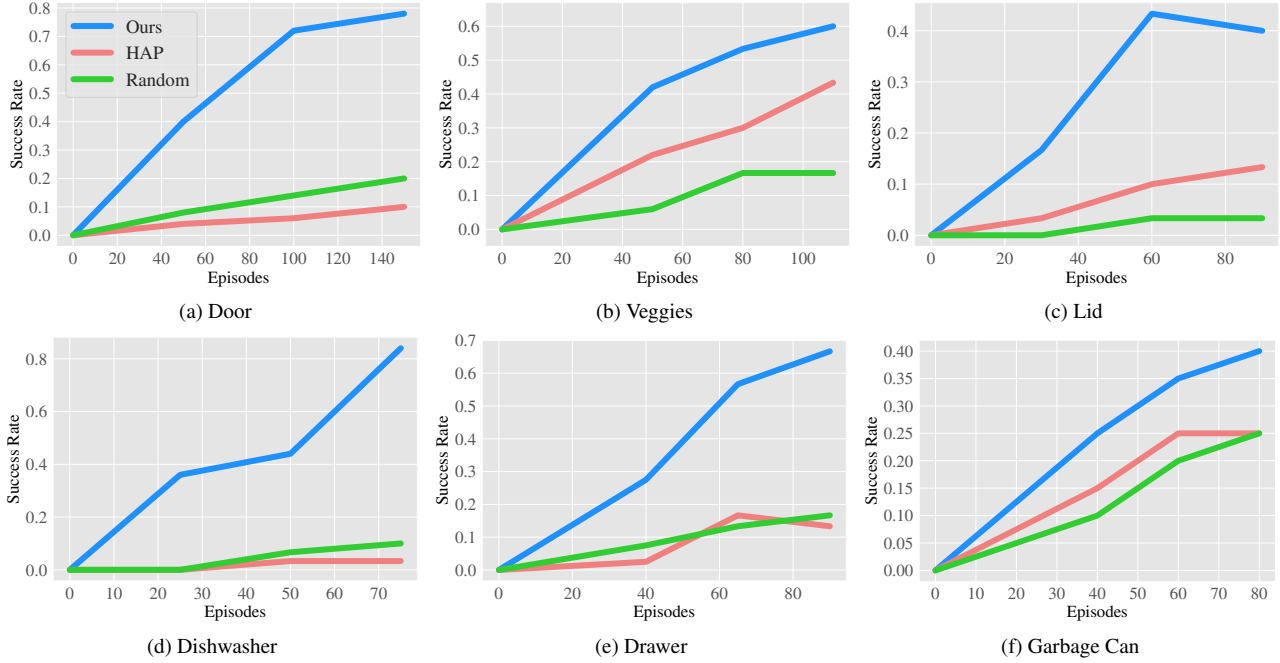 0.8
0.7
0.6
0.5
0.4
0.3
0.2
0.1
0.0
Success Rate
Ours
HAP
Random
0 20 40 60 80 100 120 140
Episodes
(a) Door
0.6
0.5
0.4
0.3
0.2
0.1
0.0
Success Rate
0 20 40 60 80 100
Episodes
(b) Veggies
0.4
0.3
0.2
0.1
0.0
Success Rate
0 20 40 60 80
Episodes
(c) Lid
0.8
0.6
0.4
0.2
0.0
Success Rate
0 10 20 30 40 50 60 70
Episodes
(d) Dishwasher
0.7
0.6
0.5
0.4
0.3
0.2
0.1
0.0
Success Rate
0 20 40 60 80
Episodes
(e) Drawer
0.40
0.35
0.30
0.25
0.20
0.15
0.10
0.05
0.00
Success Rate
0 10 20 30 40 50 60 70 80
Episodes
(f) Garbage Can